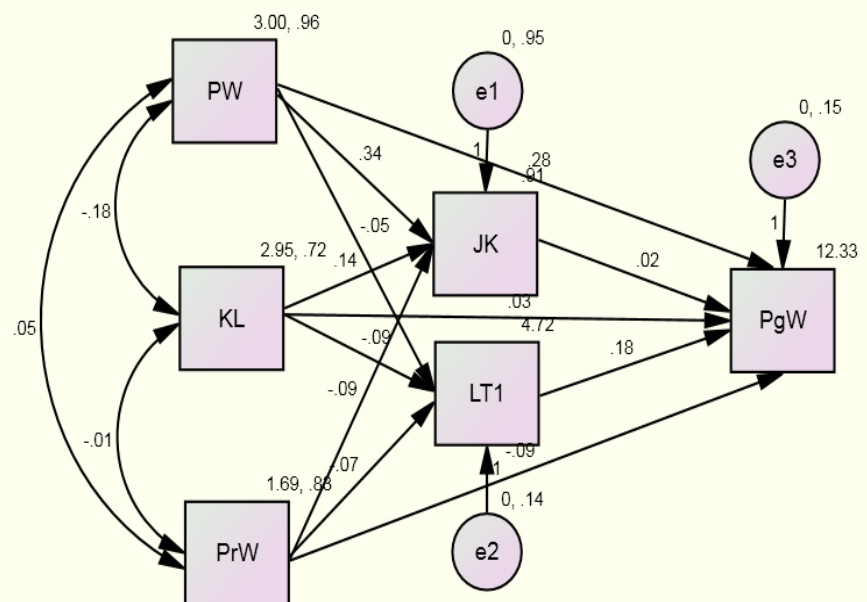 3.00, .96
PW
0, .95
e1
0, .15
e3
1
.28
.91
.34
1
-.18
-.05
JK
2.95, .72
.14
12.33
.02
KL
.03
4.72
PgW
.05
-.09
.18
-.09
LT1
-.01
-.07
-.09
1
1.69, .83
0, .14
PrW
e2